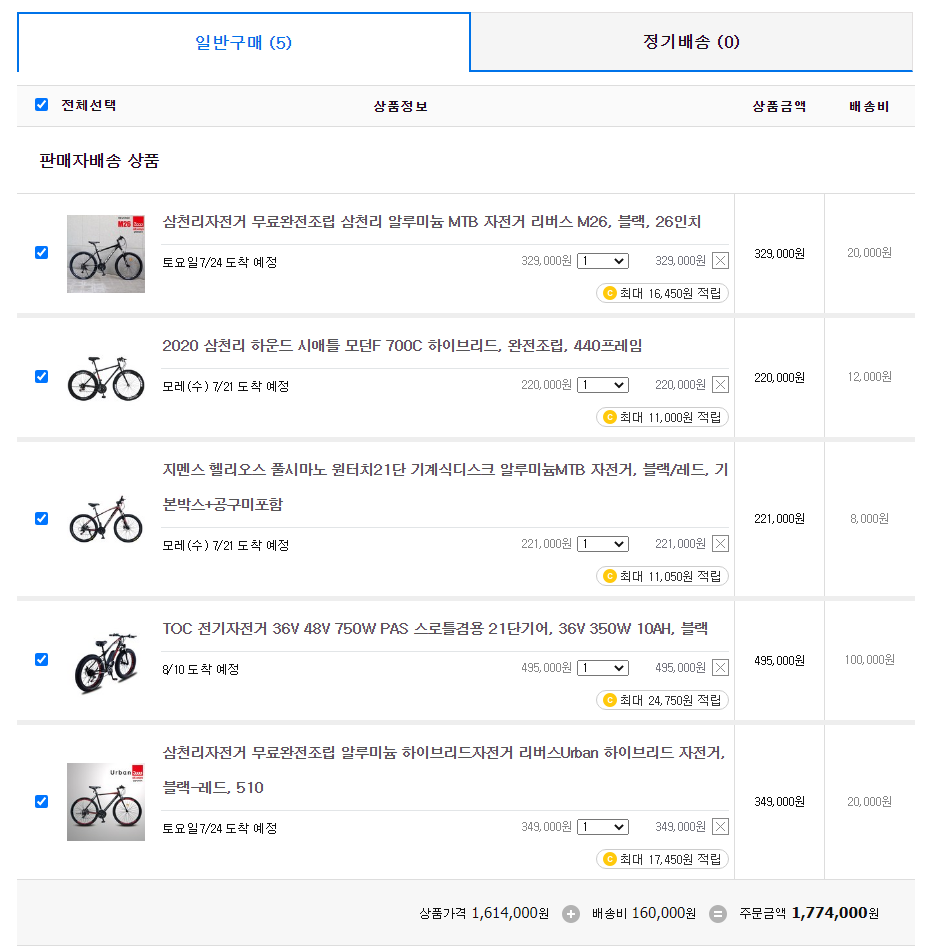 일반구매 (5)
정기배송 (0)
전체선택
상품정보
상품금액
배송비
판매자배송 상품
M26
삼천리자전거 무료완전조립 삼천리 알루미늄 MTB 자전거 리버스 M26, 블랙, 26인치
토요일7/24 도착 예정
329,000원
1
329,000원
C 최대 16,450원 적립
329,000원
20,000원
2020 삼천리 하운드 시애틀 모던F 700C 하이브리드, 완전조립, 440프레임
모레(수) 7/21 도착 예정
220,000원
1
220,000원
C 최대 11,000원 적립
220,000원
12,000원
지멘스 헬리오스 풀시마노 원터치21단 기계식디스크 알루미늄MTB 자전거, 블랙/레드, 기
본박스+공구미포함
모레(수) 7/21 도착 예정
221,000원
1
221,000원
C 최대 11,050원 적립
221,000원
8,000원
TOC 전기자전거 36V 48V 750W PAS 스로틀겸용 21단기어, 36V 350W 10AH, 블랙
8/10 도착 예정
495,000원
1
495,000원
C 최대 24,750원 적립
495,000원
100,000원
Urban
삼천리자전거 무료완전조립 알루미늄 하이브리드자전거 리버스Urban 하이브리드 자전거,
블랙-레드, 510
토요일7/24 도착 예정
349,000원
1
349,000원
C 최대 17,450원 적립
349,000원
20,000원
상품가격 1,614,000원 + 배송비 160,000원 = 주문금액 1,774,000원